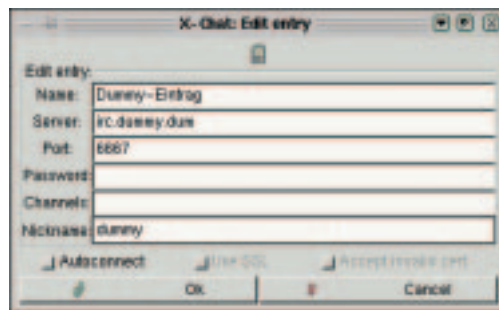 X-Chat: Edit entry
Edit entry:
Name: Dummy-Eintrag
Server: irc.dummy.dum
Port: 6667
Password:
Channels:
Nickname: dummy
Autoconnect Use SSL Accept invalid cert
OK Cancel